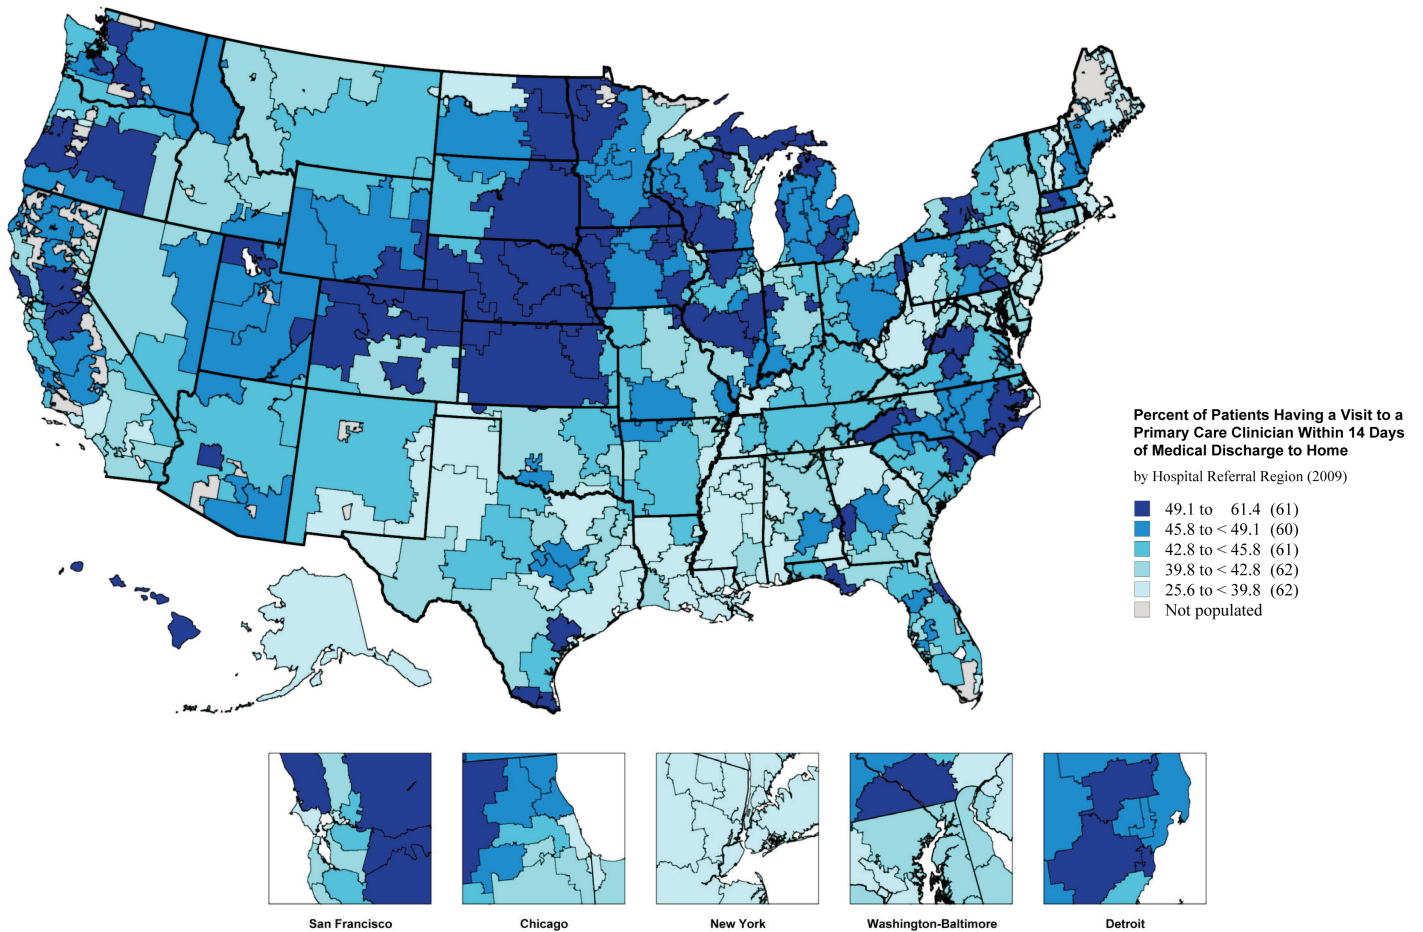 Percent of Patients Having a Visit to a
Primary Care Clinician Within 14 Days
of Medical Discharge to Home
by Hospital Referral Region (2009)
49.1 to 61.4 (61)
45.8 to < 49.1 (60)
42.8 to < 45.8 (61)
39.8 to < 42.8 (62)
25.6 to < 39.8 (62)
Not populated
San Francisco
Chicago
New York
Washington-Baltimore
Detroit